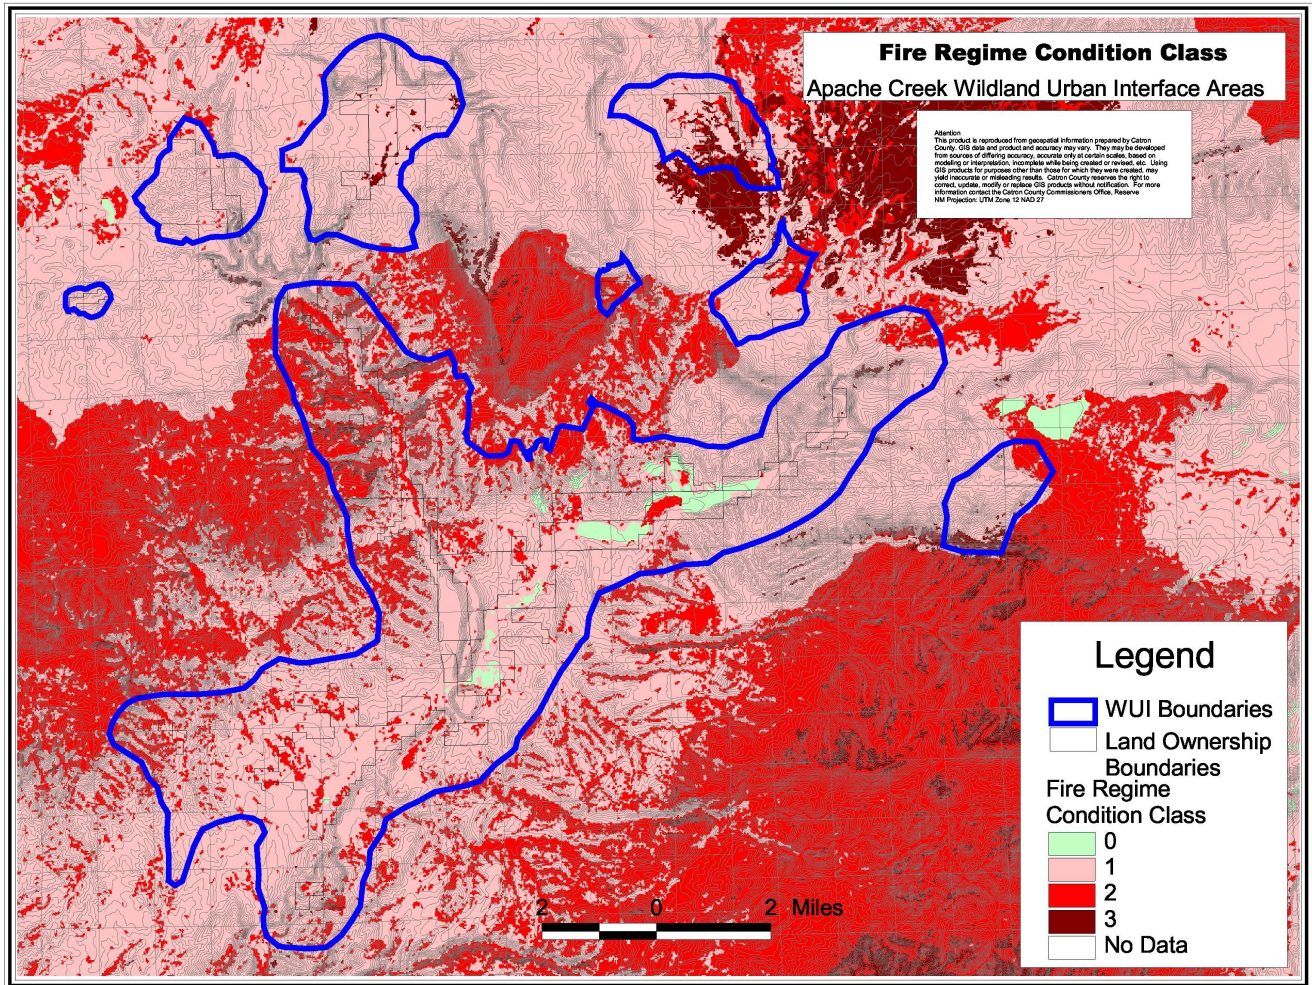 Fire Regime Condition Class
Apache Creek Wildland Urban Interface Areas
Attention
This product is reproduced from geospatial information prepared by Catron
County. GIS data and product and accuracy may vary. They may be developed
from sources of differing accuracy, accurate only at certain scales, based on
modeling or interpretation, incomplete while being created or revised, etc. Using
GIS products for purposes other than those for which they were created, may
yield inaccurate or misleading results. Catron County reserves the right to
correct, update, modify or replace GIS products without notification. For more
information contact the Catron County Commissioners Office, Reserve
NM Projection: UTM Zone 12 NAD 27
Legend
WUI Boundaries
Land Ownership
Boundaries
Fire Regime
Condition Class
0
1
2
3
No Data
2 0 2 Miles